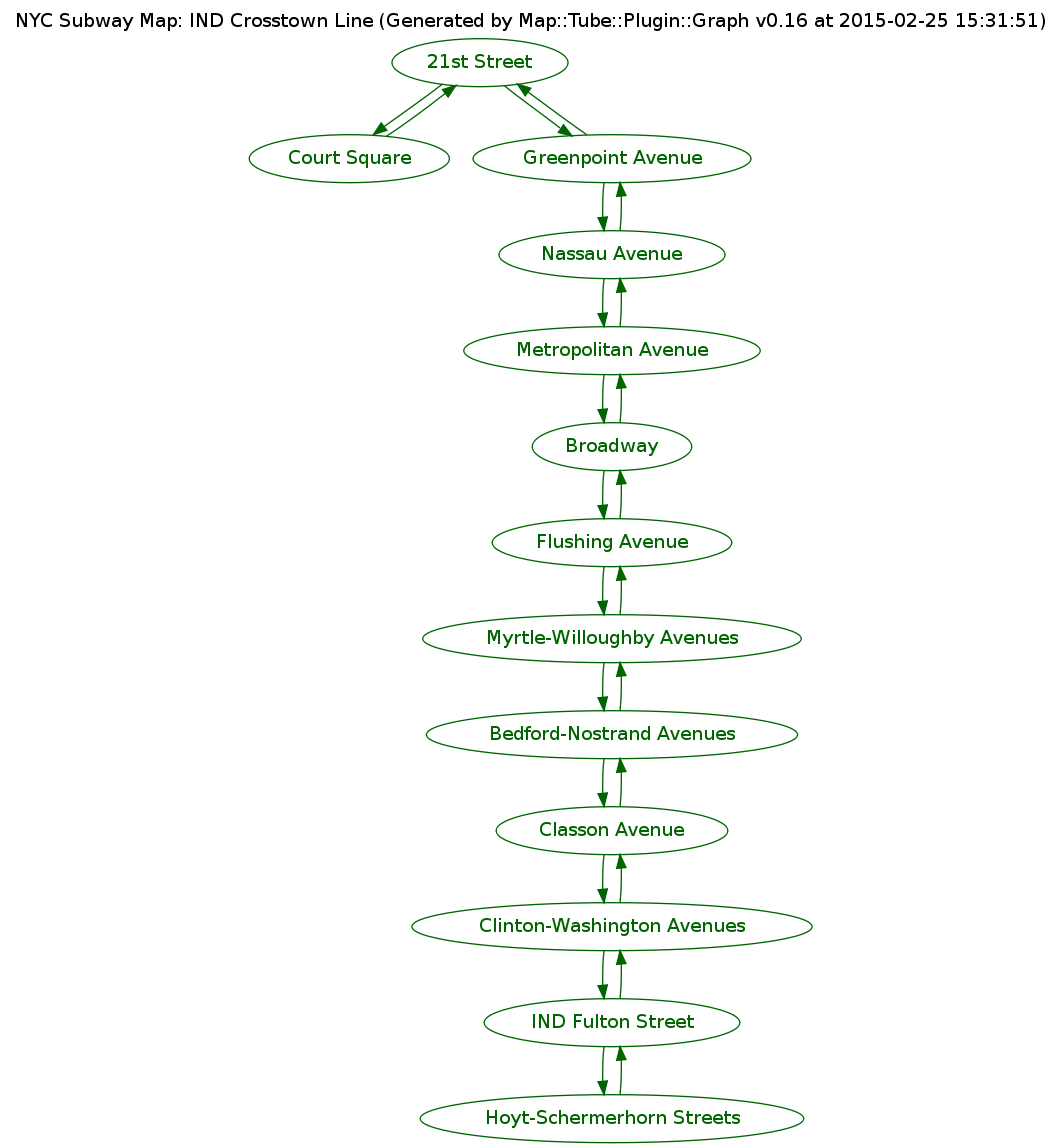 NYC Subway Map: IND Crosstown Line (Generated by Map::Tube::Plugin::Graph v0.16 at 2015-02-25 15:31:51)
21st Street
Court Square
Greenpoint Avenue
Nassau Avenue
Metropolitan Avenue
Broadway
Flushing Avenue
Myrtle-Willoughby Avenues
Bedford-Nostrand Avenues
Classon Avenue
Clinton-Washington Avenues
IND Fulton Street
Hoyt-Schermerhorn Streets